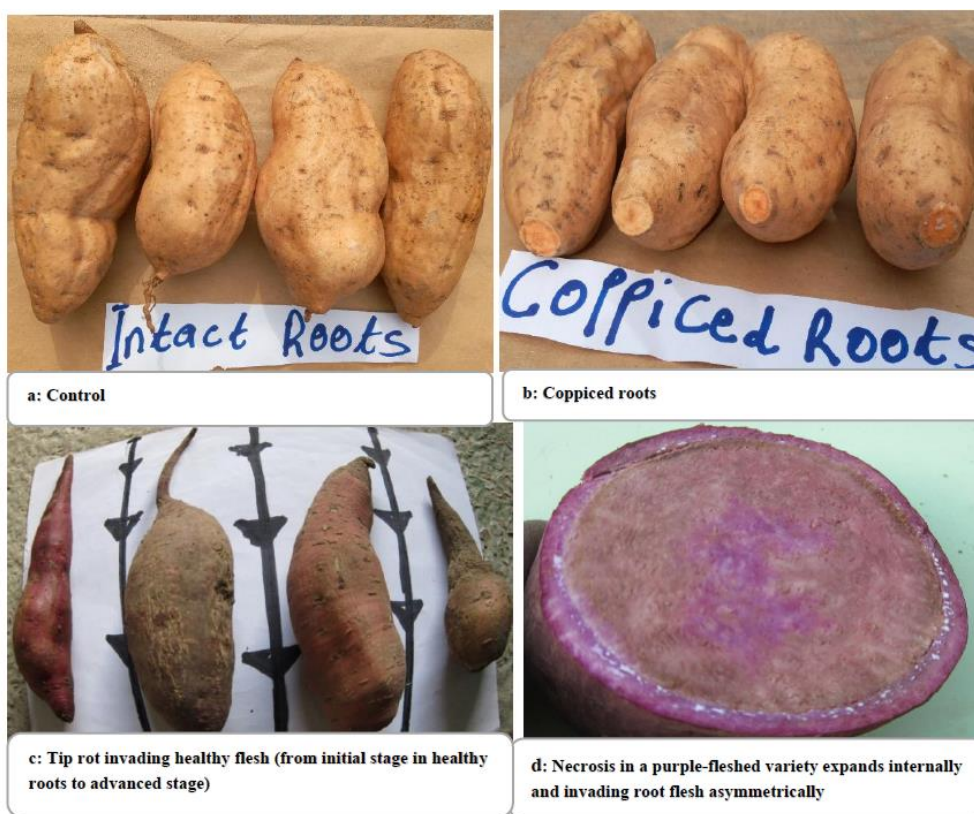 Intact Roots
Coppiced Roots
a: Control
b: Coppiced roots
c: Tip rot invading healthy flesh (from initial stage in healthy
roots to advanced stage)
d: Necrosis in a purple-fleshed variety expands internally
and invading root flesh asymmetrically